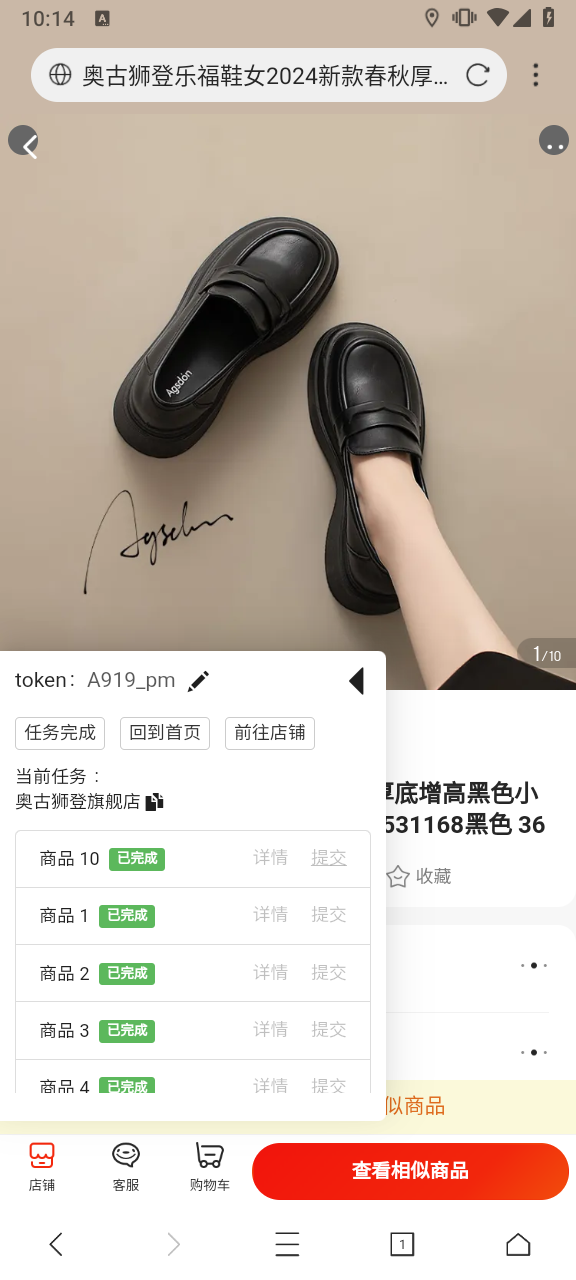 10:14
A
奥古狮登乐福鞋女2024新款春秋厚...
Agsdón
1/10
token: A919_pm
任务完成 回到首页 前往店铺
当前任务：
奥古狮登旗舰店
厚底增高黑色小
531168黑色 36
收藏
商品 10 已完成 详情 提交
商品 1 已完成 详情 提交
商品 2 已完成 详情 提交
商品 3 已完成 详情 提交
商品 4 已完成 详情 提交
似商品
店铺 客服 购物车 查看相似商品
1